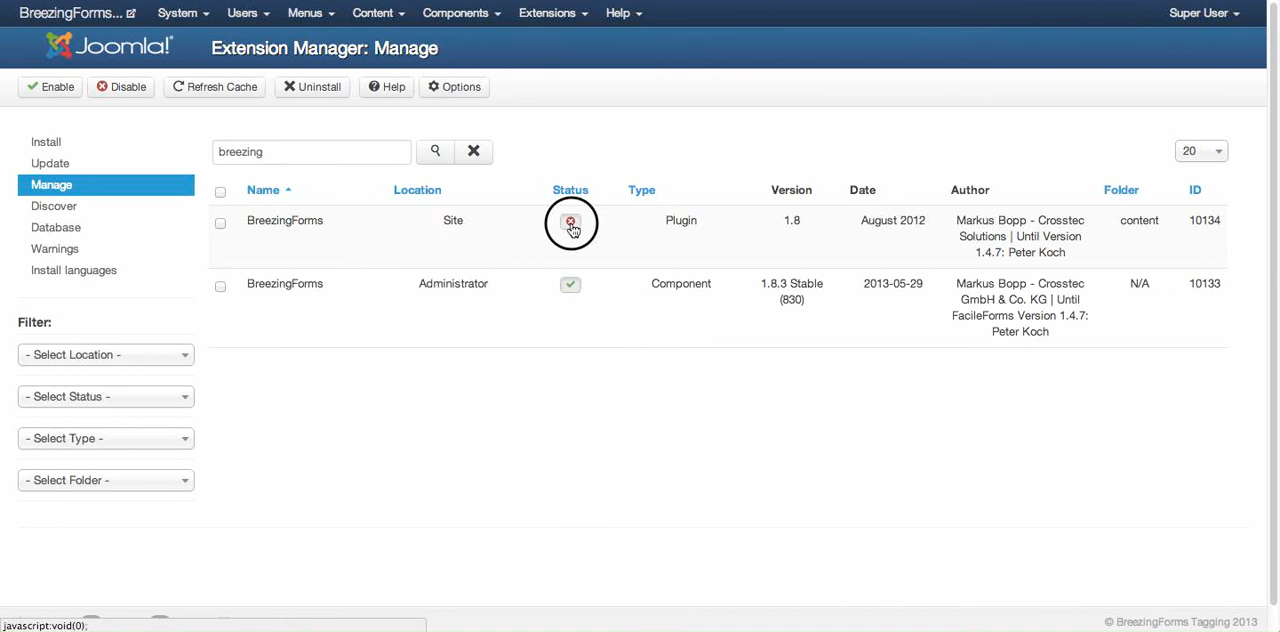 BreezingForms... System Users Menus Content Components Extensions Help Super User
Joomla! Extension Manager: Manage
Enable Disable Refresh Cache Uninstall Help Options
Install
Update
Manage
Discover
Database
Warnings
Install languages
Filter:
- Select Location -
- Select Status -
- Select Type -
- Select Folder -
breezing 20
Name Location Status Type Version Date Author Folder ID
BreezingForms Site Plugin 1.8 August 2012 Markus Bopp - Crosstec content 10134
Solutions | Until Version
1.4.7: Peter Koch
BreezingForms Administrator Component 1.8.3 Stable 2013-05-29 Markus Bopp - Crosstec N/A 10133
(830) GmbH & Co. KG | Until
FacileForms Version 1.4.7:
Peter Koch
© BreezingForms Tagging 2013
javascript:void(0);